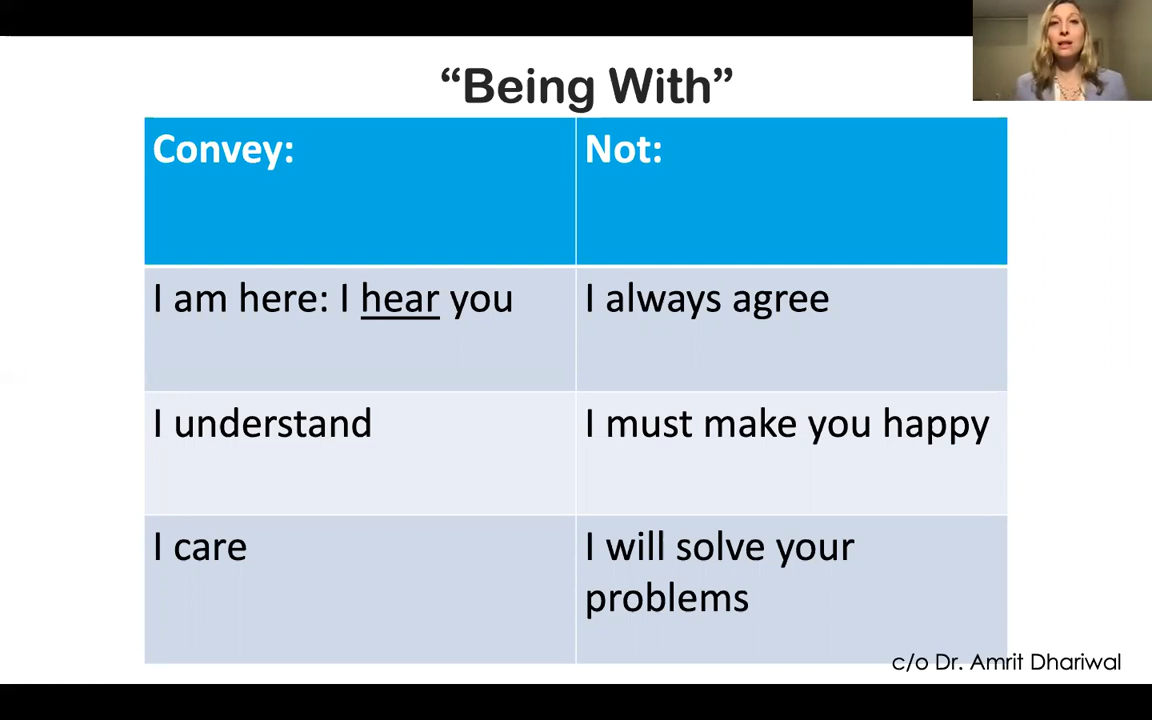 “Being With”
Convey:
Not:
I am here: I hear you
I always agree
I understand
I must make you happy
I care
I will solve your
problems
c/o Dr. Amrit Dhariwal